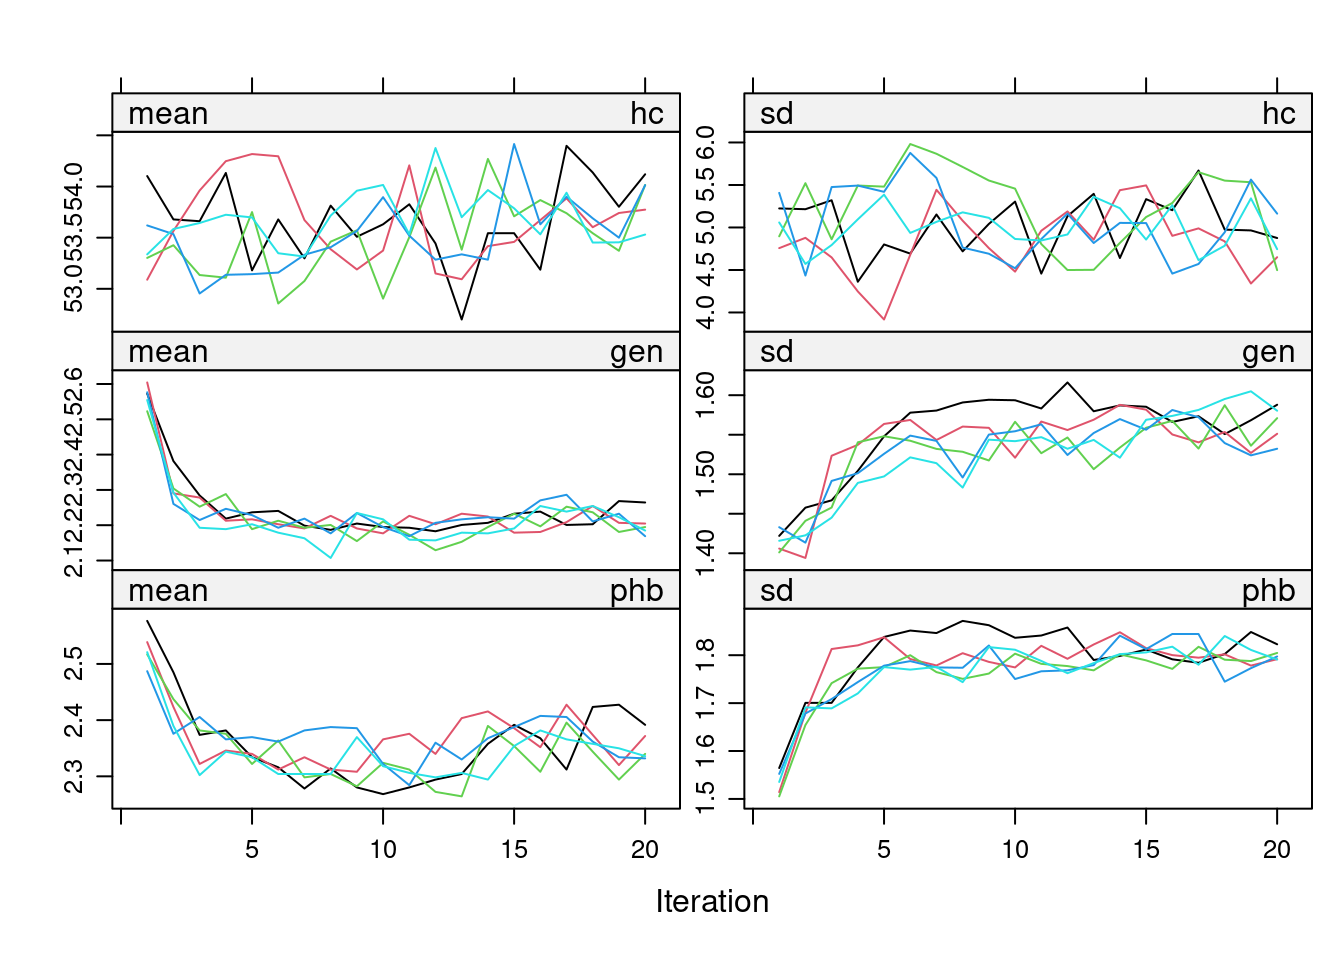 mean hc
53.0 53.5 54.0
sd hc
4.0 4.5 5.0 5.5 6.0
mean gen
2.1 2.2 2.3 2.4 2.5 2.6
sd gen
1.40 1.50 1.60
mean phb
2.3 2.4 2.5
sd phb
1.5 1.6 1.7 1.8
5 10 15 20
5 10 15 20
Iteration